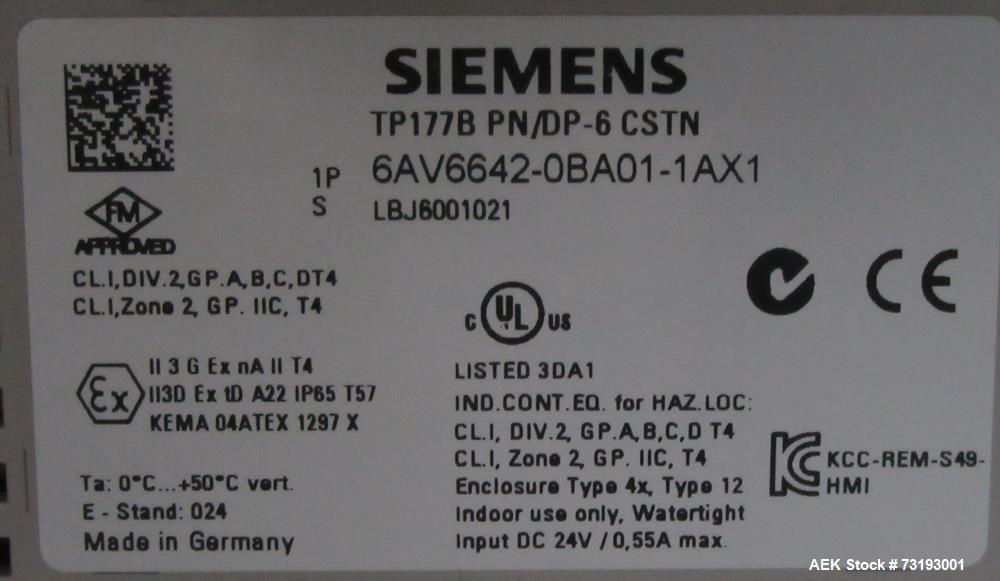 SIEMENS
TP177B PN/DP-6 CSTN
1P 6AV6642-0BA01-1AX1
S LBJ6001021
FM
APPROVED
CL.I,DIV.2,GP.A,B,C,DT4
CL.I,Zone 2, GP. IIC, T4
Ex
II 3 G Ex nA II T4
II3D Ex tD A22 IP65 T57
KEMA 04ATEX 1297 X
Ta: 0°C...+50°C vert.
E - Stand: 024
Made in Germany
C UL US
LISTED 3DA1
IND.CONT.EQ. for HAZ.LOC:
CL.I, DIV.2, GP.A,B,C,D T4
CL.I, Zone 2, GP. IIC, T4
Enclosure Type 4x, Type 12
Indoor use only, Watertight
Input DC 24V / 0,55A max.
CE
KCC-REM-S49-
HMI
AEK Stock #73193001